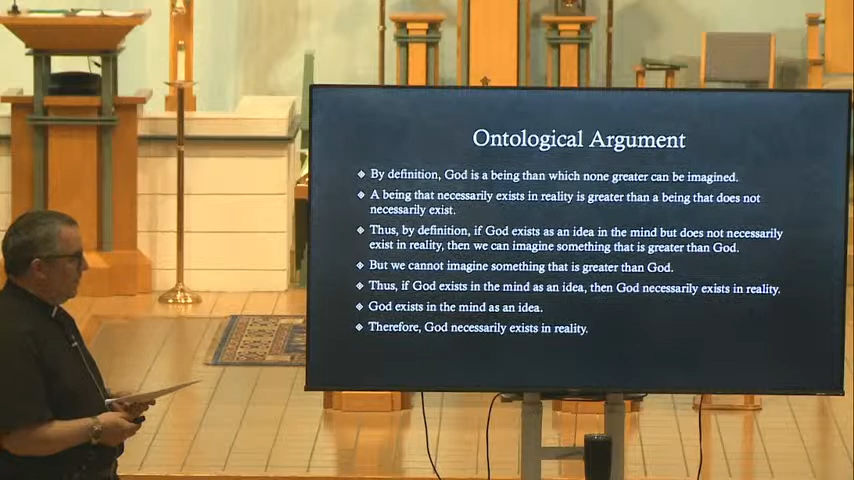 Ontological Argument
By definition, God is a being than which none greater can be imagined.
A being that necessarily exists in reality is greater than a being that does not
necessarily exist.
Thus, by definition, if God exists as an idea in the mind but does not necessarily
exist in reality, then we can imagine something that is greater than God.
But we cannot imagine something that is greater than God.
Thus, if God exists in the mind as an idea, then God necessarily exists in reality.
God exists in the mind as an idea.
Therefore, God necessarily exists in reality.